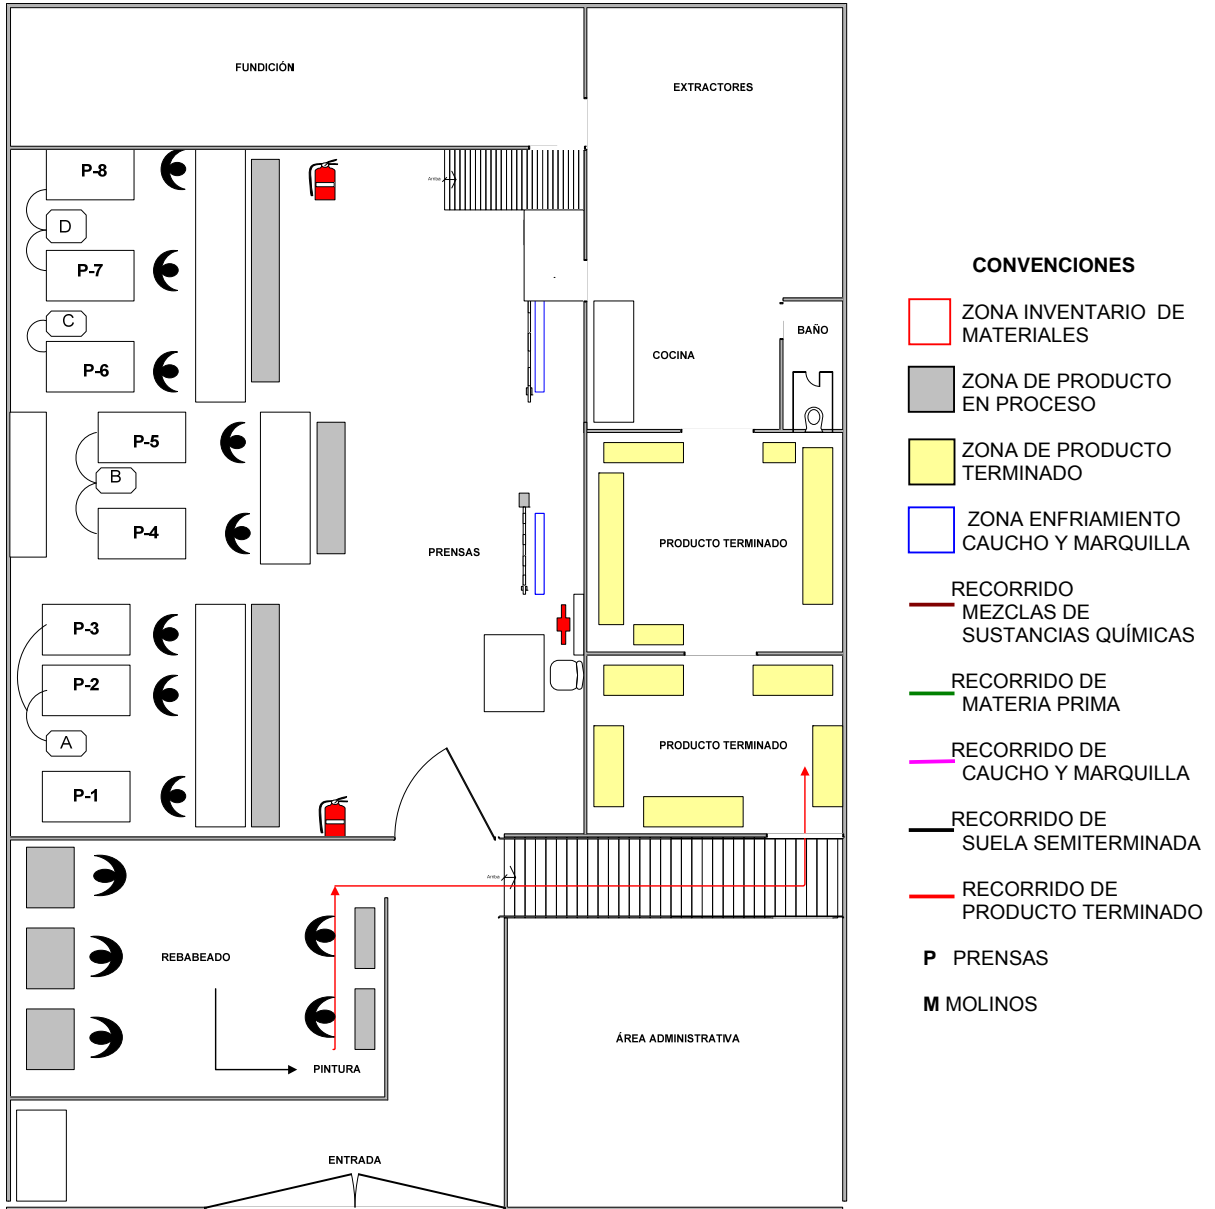 FUNDICIÓN
EXTRACTORES
P-8
Arriba
D
P-7
C
P-6
COCINA
BAÑO
P-5
B
P-4
PRENSAS
PRODUCTO TERMINADO
P-3
P-2
A
P-1
PRODUCTO TERMINADO
Arriba
REBABEADO
PINTURA
ÁREA ADMINISTRATIVA
ENTRADA
CONVENCIONES
ZONA INVENTARIO DE
MATERIALES
ZONA DE PRODUCTO
EN PROCESO
ZONA DE PRODUCTO
TERMINADO
ZONA ENFRIAMIENTO
CAUCHO Y MARQUILLA
RECORRIDO
MEZCLAS DE
SUSTANCIAS QUÍMICAS
RECORRIDO DE
MATERIA PRIMA
RECORRIDO DE
CAUCHO Y MARQUILLA
RECORRIDO DE
SUELA SEMITERMINADA
RECORRIDO DE
PRODUCTO TERMINADO
P PRENSAS
M MOLINOS